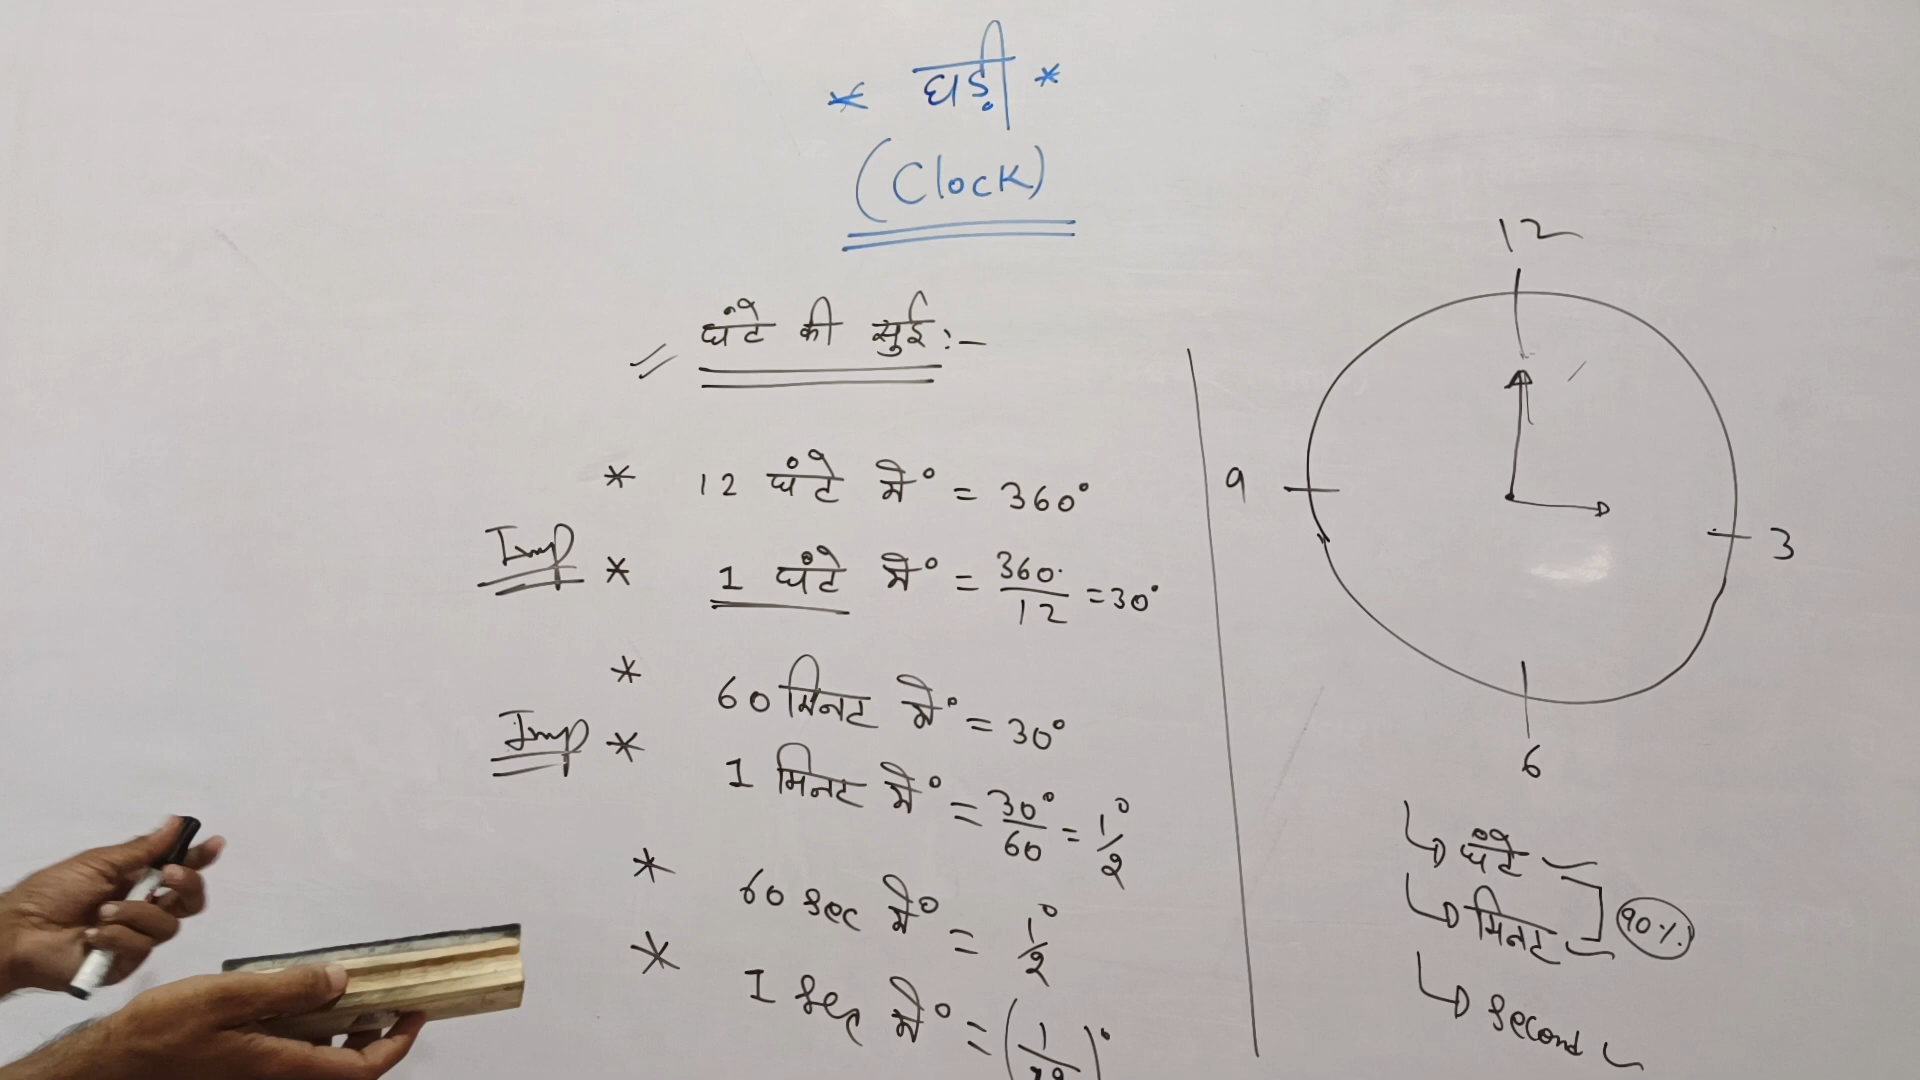 * घड़ी *
(Clock)
घंटे की सुई :-
* 12 घंटे में = 360°
Imp * 1 घंटे में = 360°/12 = 30°
* 60 मिनट में = 30°
Imp * 1 मिनट में = 30°/60 = 1°/2
* 60 sec में = 1°/2
* 1 sec में =
12
9
3
6
घंटे
मिनट
90%
Second